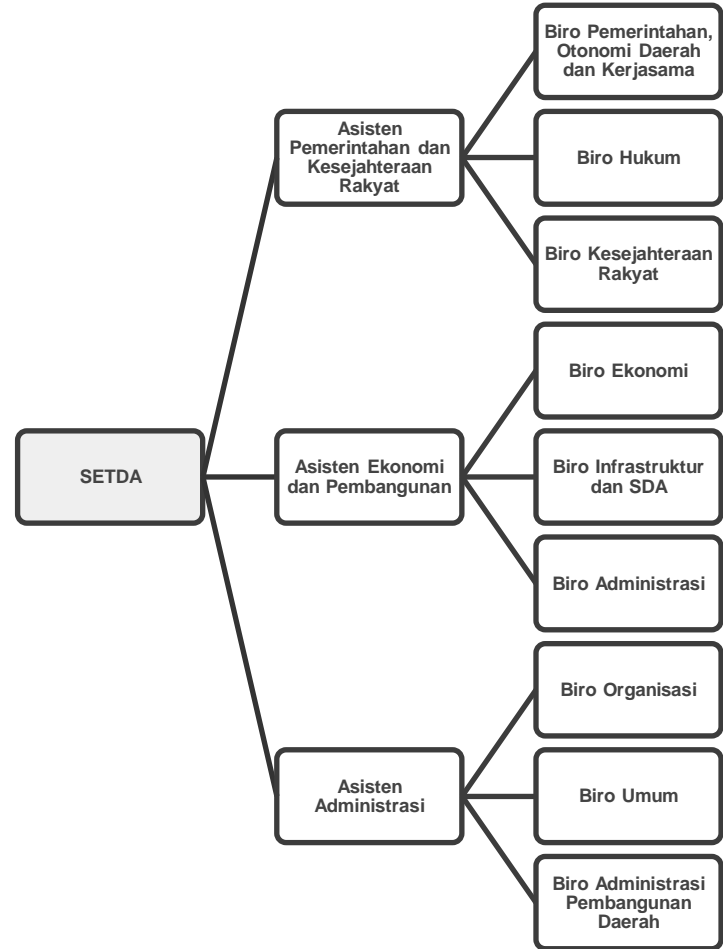 SETDA
Asisten
Pemerintahan dan
Kesejahteraan
Rakyat
Biro Pemerintahan,
Otonomi Daerah
dan Kerjasama
Biro Hukum
Biro Kesejahteraan
Rakyat
Asisten Ekonomi
dan Pembangunan
Biro Ekonomi
Biro Infrastruktur
dan SDA
Biro Administrasi
Asisten
Administrasi
Biro Organisasi
Biro Umum
Biro Administrasi
Pembangunan
Daerah